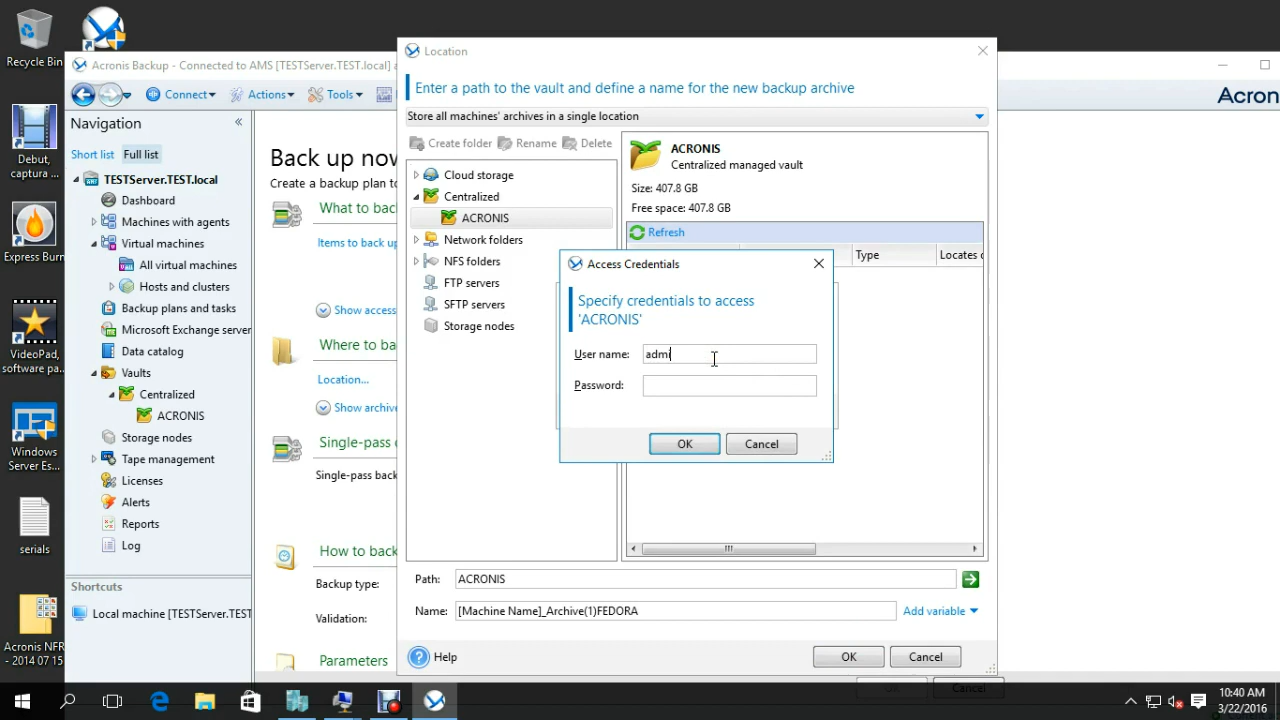 Recycle Bin
Debut,
captura ...
Express Burn
VideoPad,
software pa...
Windows
Server Es...
serials
Acronis NFR
- 2014 07 15
Acronis Backup - Connected to AMS [TESTServer.TEST.local] a
Connect
Actions
Tools
Acron
Navigation
Short list
Full list
TESTServer.TEST.local
Dashboard
Machines with agents
Virtual machines
All virtual machines
Hosts and clusters
Backup plans and tasks
Microsoft Exchange server
Data catalog
Vaults
Centralized
ACRONIS
Storage nodes
Tape management
Licenses
Alerts
Reports
Log
Shortcuts
Local machine [TESTServer.TEST
Back up now
Create a backup plan to
What to bac
Items to back up
Show access
Where to ba
Location...
Show archiv
Single-pass
Single-pass back
How to back
Backup type:
Validation:
Parameters
Location
Enter a path to the vault and define a name for the new backup archive
Store all machines' archives in a single location
Create folder
Rename
Delete
Cloud storage
Centralized
ACRONIS
Network folders
NFS folders
FTP servers
SFTP servers
Storage nodes
ACRONIS
Centralized managed vault
Size: 407.8 GB
Free space: 407.8 GB
Refresh
Type
Locates
Access Credentials
Specify credentials to access
'ACRONIS'
User name: admi
Password:
OK
Cancel
Path: ACRONIS
Name: [Machine Name]_Archive(1)FEDORA
Add variable
Help
OK
Cancel
Cancel
10:40 AM
3/22/2016